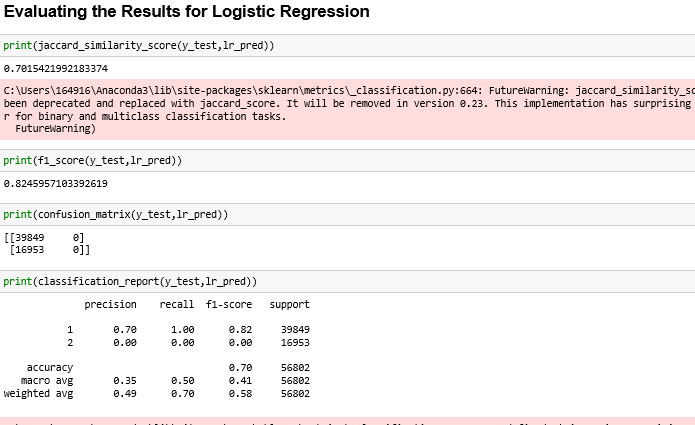 Evaluating the Results for Logistic Regression
print(jaccard_similarity_score(y_test,lr_pred))
0.7015421992183374
C:\Users\164916\Anaconda3\lib\site-packages\sklearn\metrics\_classification.py:664: FutureWarning: jaccard_similarity_sc
been deprecated and replaced with jaccard_score. It will be removed in version 0.23. This implementation has surprising
r for binary and multiclass classification tasks.
FutureWarning)
print(f1_score(y_test,lr_pred))
0.8245957103392619
print(confusion_matrix(y_test,lr_pred))
[[39849 0]
[16953 0]]
print(classification_report(y_test,lr_pred))
precision recall f1-score support
1 0.70 1.00 0.82 39849
2 0.00 0.00 0.00 16953
accuracy 0.70 56802
macro avg 0.35 0.50 0.41 56802
weighted avg 0.49 0.70 0.58 56802